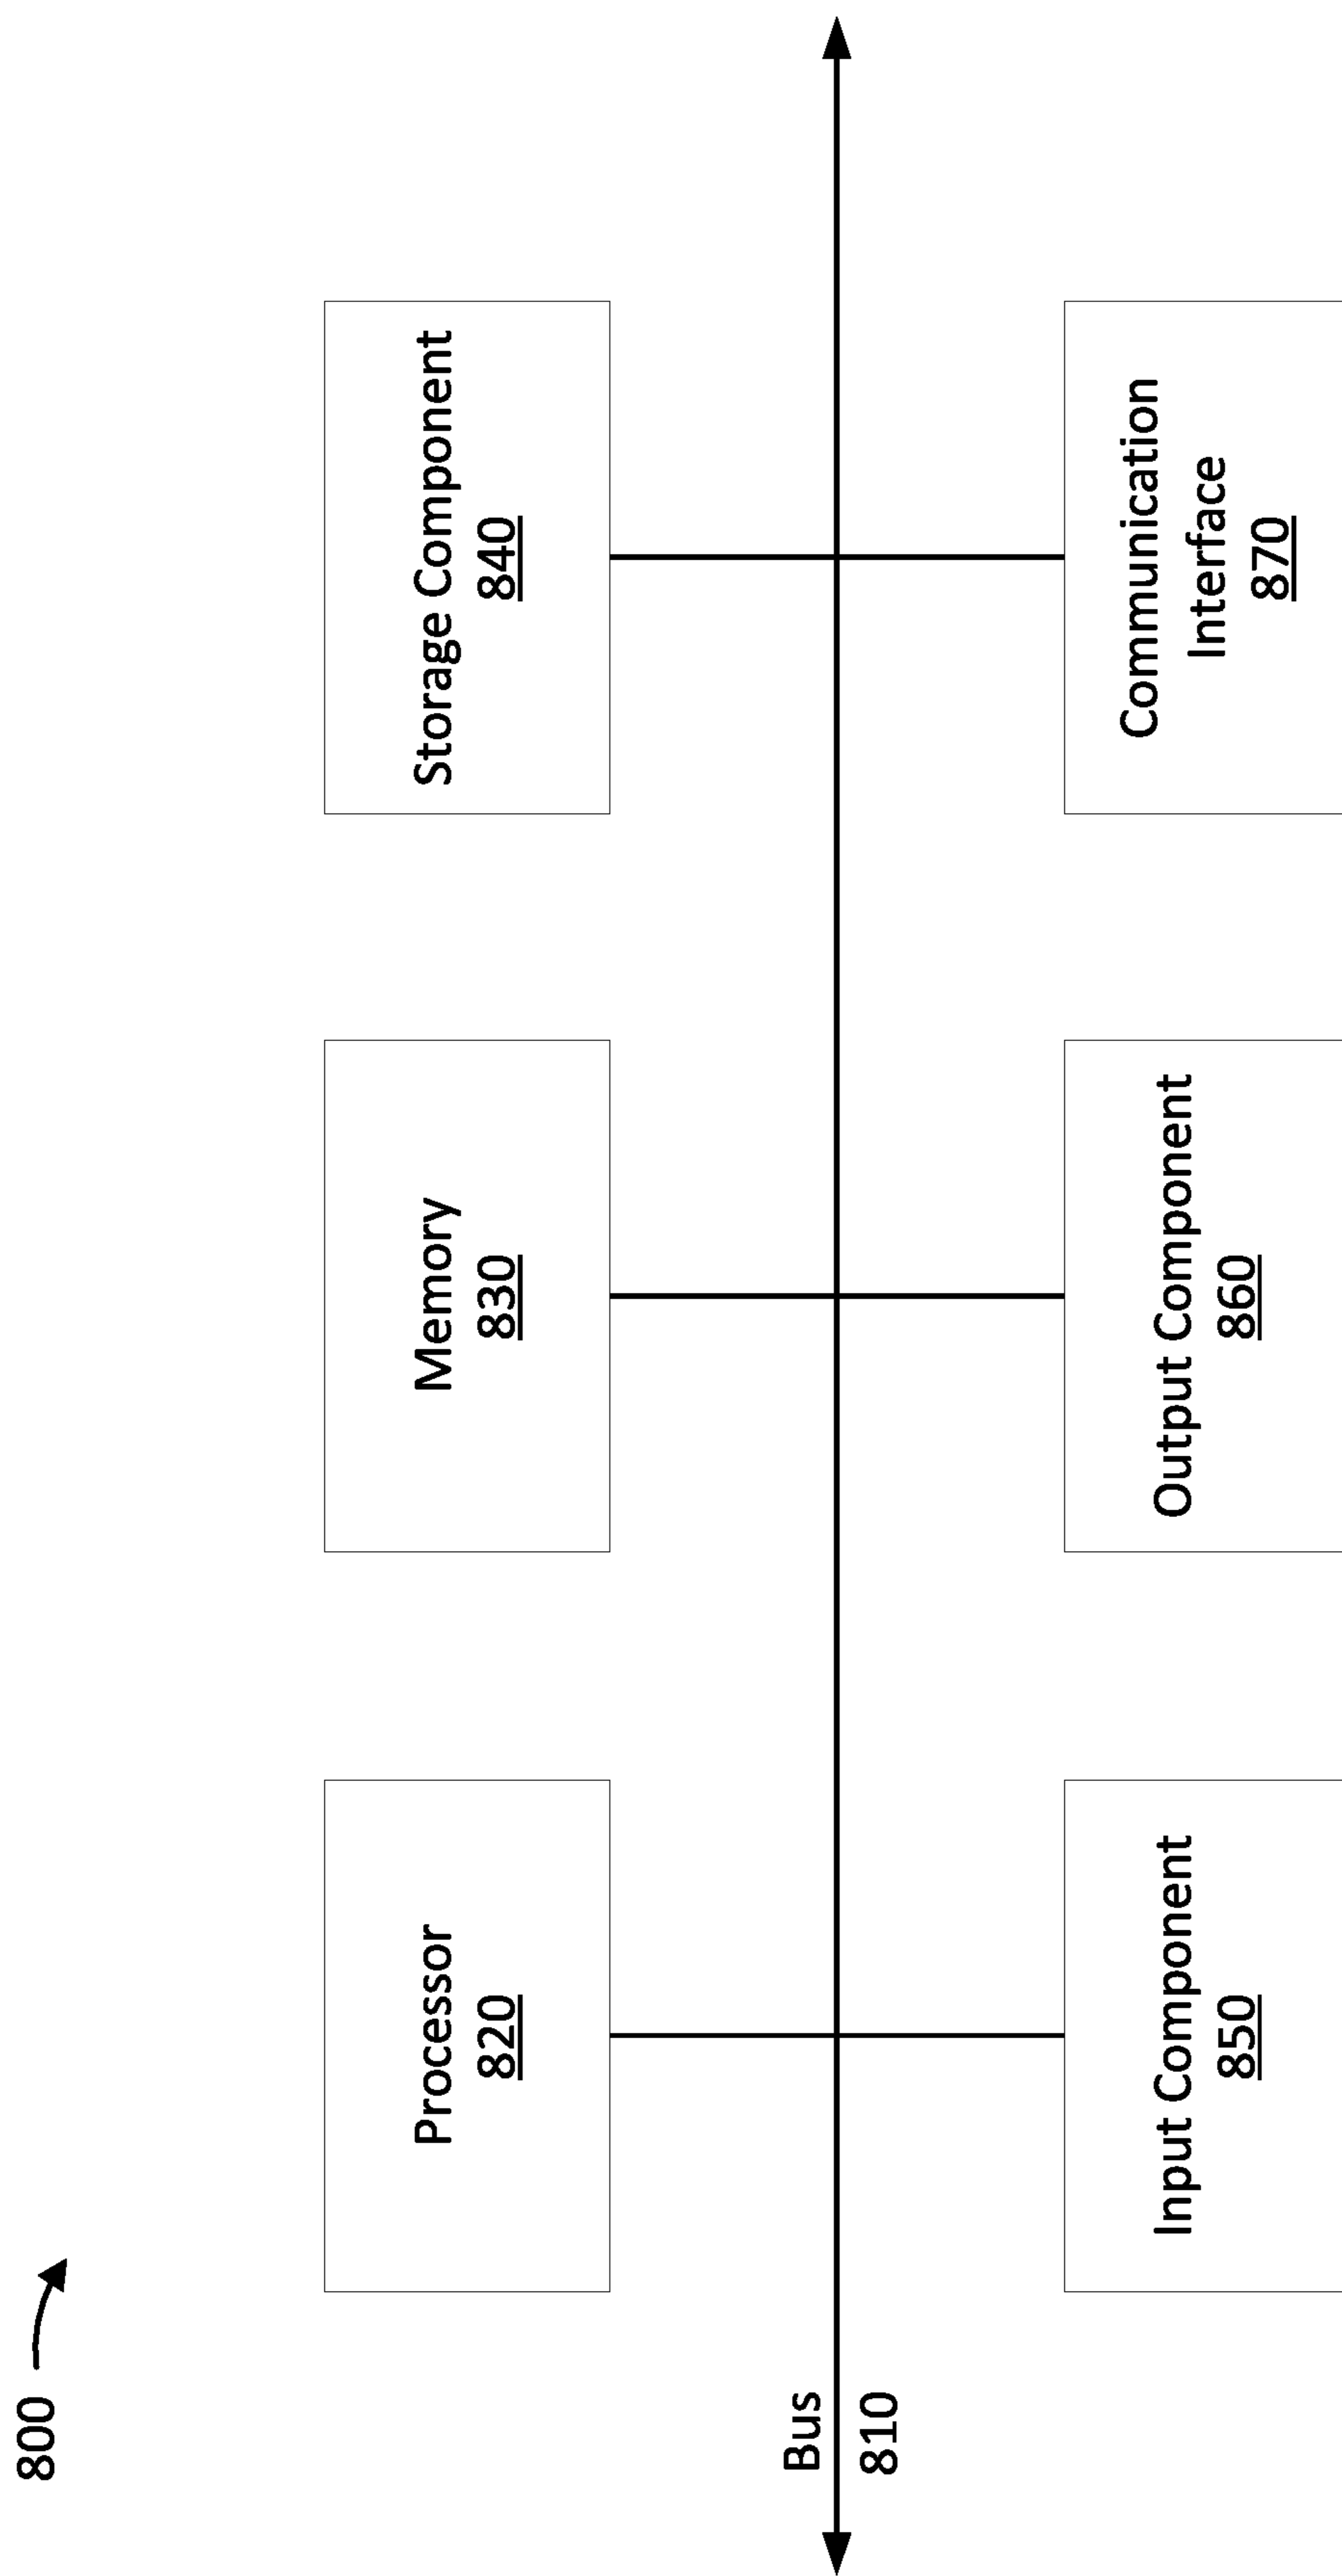 800
Processor
820
Memory
830
Storage Component
840
Bus
810
Input Component
850
Output Component
860
Communication
Interface
870